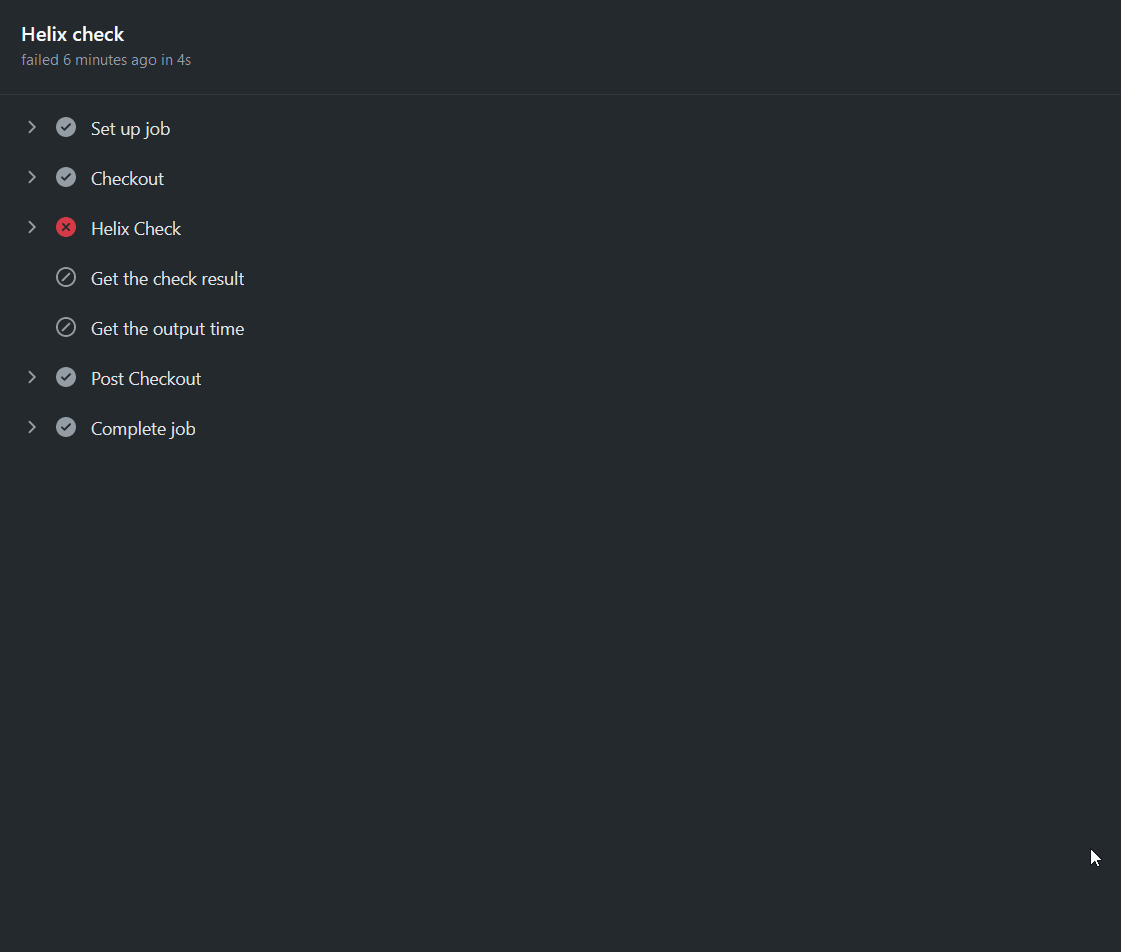 Helix check
failed 6 minutes ago in 4s
Set up job
Checkout
Helix Check
Get the check result
Get the output time
Post Checkout
Complete job